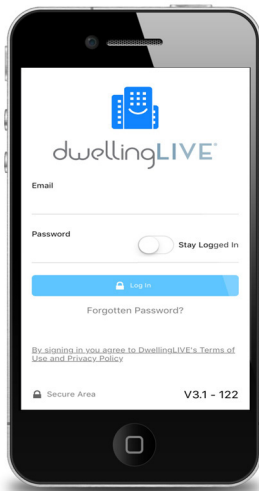 dwellingLIVE®
Email
Password
Stay Logged In
Log In
Forgotten Password?
By signing in you agree to DwellingLIVE's Terms of
Use and Privacy Policy
Secure Area
V3.1 - 122